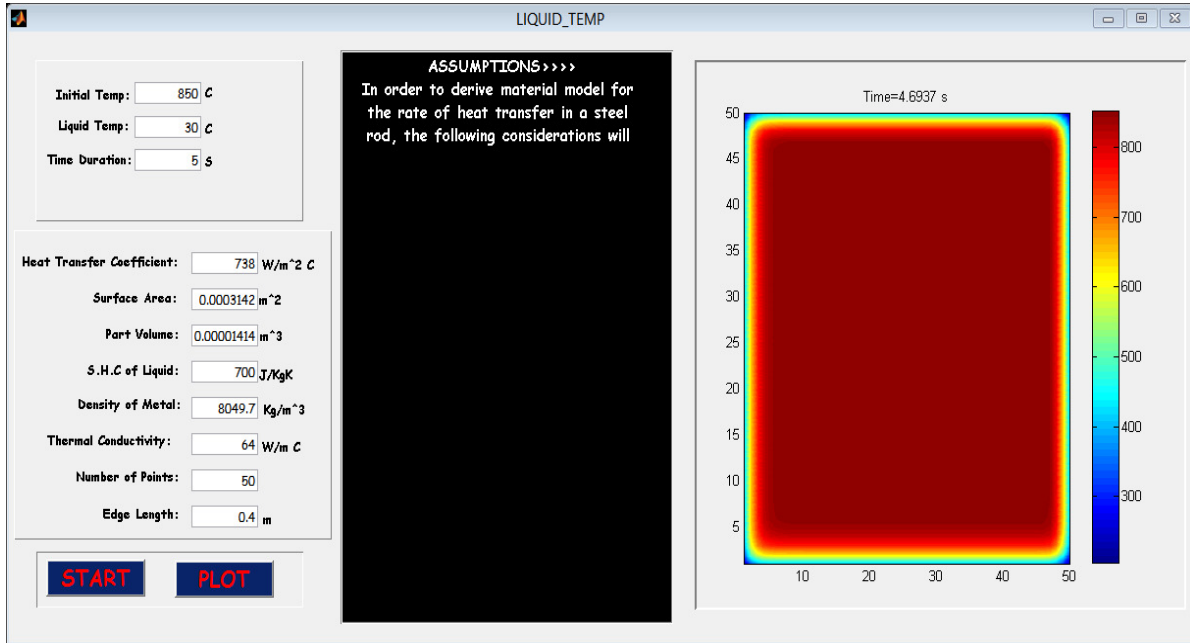 LIQUID_TEMP
Initial Temp: 850 C
Liquid Temp: 30 C
Time Duration: 5 S
Heat Transfer Coefficient: 738 W/m^2 C
Surface Area: 0.0003142 m^2
Part Volume: 0.00001414 m^3
S.H.C of Liquid: 700 J/KgK
Density of Metal: 8049.7 Kg/m^3
Thermal Conductivity: 64 W/m C
Number of Points: 50
Edge Length: 0.4 m
START PLOT
ASSUMPTIONS>>>>
In order to derive material model for
the rate of heat transfer in a steel
rod, the following considerations will
Time=4.6937 s
50
45
40
35
30
25
20
15
10
5
10 20 30 40 50
800
700
600
500
400
300